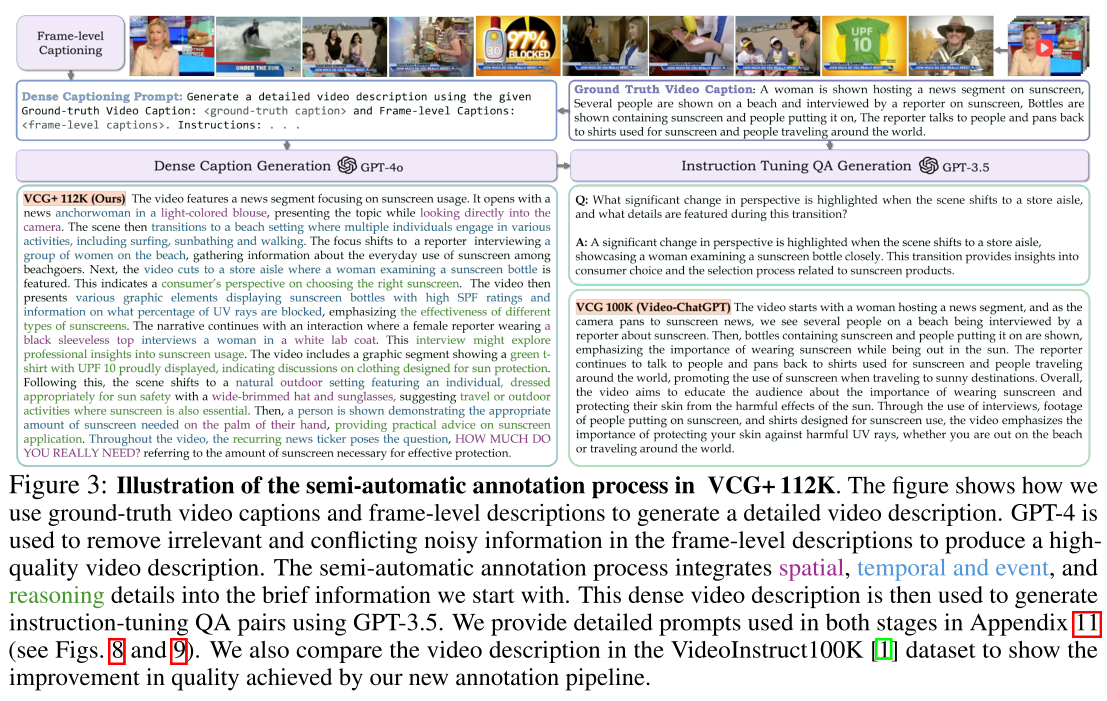 Frame-level
Captioning
UNDER THE SUN
97%
BLOCKED
UPF
10
Dense Captioning Prompt: Generate a detailed video description using the given
Ground-truth Video Caption: <ground-truth caption> and Frame-level Captions:
<frame-level captions>. Instructions: . . .
Ground Truth Video Caption: A woman is shown hosting a news segment on sunscreen,
Several people are shown on a beach and interviewed by a reporter on sunscreen, Bottles are
shown containing sunscreen and people putting it on, The reporter talks to people and pans back
to shirts used for sunscreen and people traveling around the world.
Dense Caption Generation GPT-4o
Instruction Tuning QA Generation GPT-3.5
VCG+ 112K (Ours) The video features a news segment focusing on sunscreen usage. It opens with a
news anchorwoman in a light-colored blouse, presenting the topic while looking directly into the
camera. The scene then transitions to a beach setting where multiple individuals engage in various
activities, including surfing, sunbathing and walking. The focus shifts to a reporter interviewing a
group of women on the beach, gathering information about the everyday use of sunscreen among
beachgoers. Next, the video cuts to a store aisle where a woman examining a sunscreen bottle is
featured. This indicates a consumer's perspective on choosing the right sunscreen. The video then
presents various graphic elements displaying sunscreen bottles with high SPF ratings and
information on what percentage of UV rays are blocked, emphasizing the effectiveness of different
types of sunscreens. The narrative continues with an interaction where a female reporter wearing a
black sleeveless top interviews a woman in a white lab coat. This interview might explore
professional insights into sunscreen usage. The video includes a graphic segment showing a green t-
shirt with UPF 10 proudly displayed, indicating discussions on clothing designed for sun protection.
Following this, the scene shifts to a natural outdoor setting featuring an individual, dressed
appropriately for sun safety with a wide-brimmed hat and sunglasses, suggesting travel or outdoor
activities where sunscreen is also essential. Then, a person is shown demonstrating the appropriate
amount of sunscreen needed on the palm of their hand, providing practical advice on sunscreen
application. Throughout the video, the recurring news ticker poses the question, HOW MUCH DO
YOU REALLY NEED? referring to the amount of sunscreen necessary for effective protection.
Q: What significant change in perspective is highlighted when the scene shifts to a store aisle,
and what details are featured during this transition?
A: A significant change in perspective is highlighted when the scene shifts to a store aisle,
showcasing a woman examining a sunscreen bottle closely. This transition provides insights into
consumer choice and the selection process related to sunscreen products.
VCG 100K (Video-ChatGPT) The video starts with a woman hosting a news segment, and as the
camera pans to sunscreen news, we see several people on a beach being interviewed by a
reporter about sunscreen. Then, bottles containing sunscreen and people putting it on are shown,
emphasizing the importance of wearing sunscreen while being out in the sun. The reporter
continues to talk to people and pans back to shirts used for sunscreen and people traveling
around the world, promoting the use of sunscreen when traveling to sunny destinations. Overall,
the video aims to educate the audience about the importance of wearing sunscreen and
protecting their skin from the harmful effects of the sun. Through the use of interviews, footage
of people putting on sunscreen, and shirts designed for sunscreen use, the video emphasizes the
importance of protecting your skin against harmful UV rays, whether you are out on the beach
or traveling around the world.
Figure 3: Illustration of the semi-automatic annotation process in VCG+ 112K. The figure shows how we
use ground-truth video captions and frame-level descriptions to generate a detailed video description. GPT-4 is
used to remove irrelevant and conflicting noisy information in the frame-level descriptions to produce a high-
quality video description. The semi-automatic annotation process integrates spatial, temporal and event, and
reasoning details into the brief information we start with. This dense video description is then used to generate
instruction-tuning QA pairs using GPT-3.5. We provide detailed prompts used in both stages in Appendix 11
(see Figs. 8 and 9). We also compare the video description in the VideoInstruct100K [1] dataset to show the
improvement in quality achieved by our new annotation pipeline.